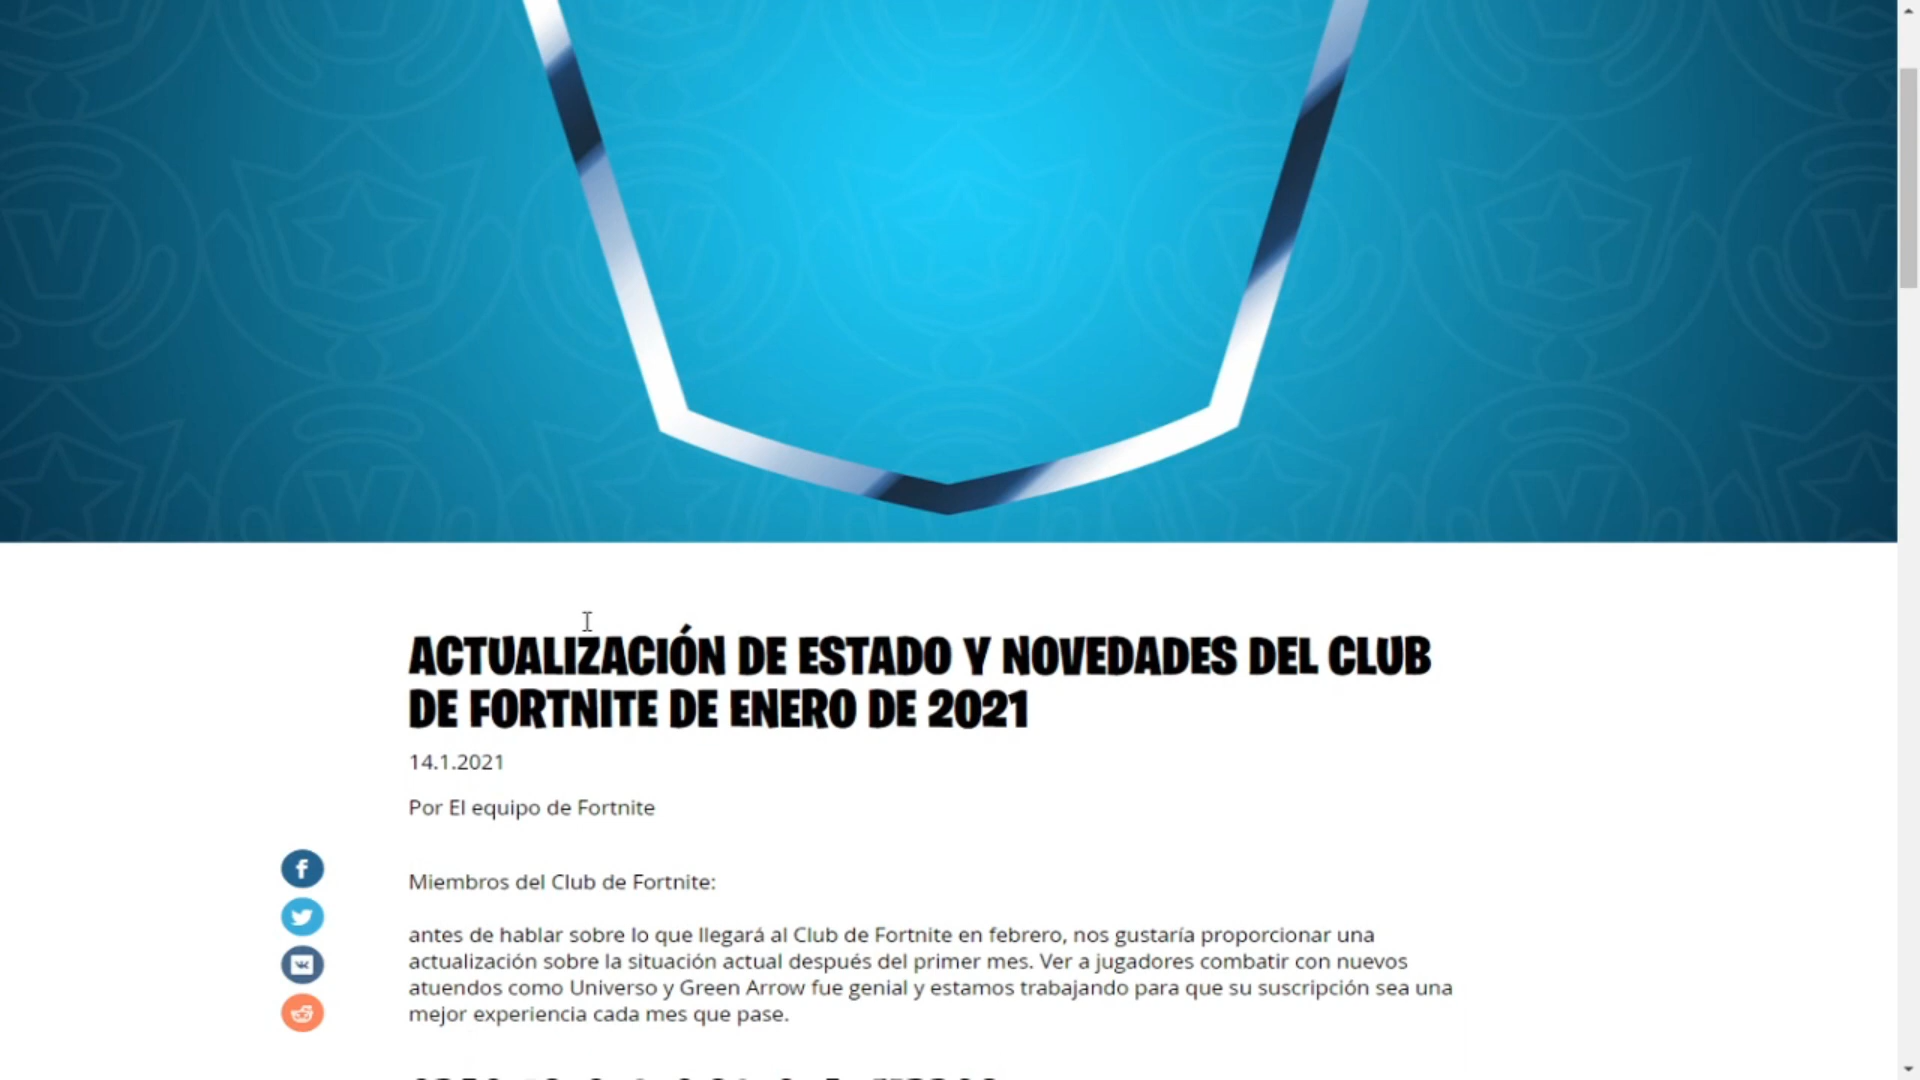 ACTUALIZACIÓN DE ESTADO Y NOVEDADES DEL CLUB
DE FORTNITE DE ENERO DE 2021
14.1.2021
Por El equipo de Fortnite
Miembros del Club de Fortnite:
antes de hablar sobre lo que llegará al Club de Fortnite en febrero, nos gustaría proporcionar una
actualización sobre la situación actual después del primer mes. Ver a jugadores combatir con nuevos
atuendos como Universo y Green Arrow fue genial y estamos trabajando para que su suscripción sea una
mejor experiencia cada mes que pase.